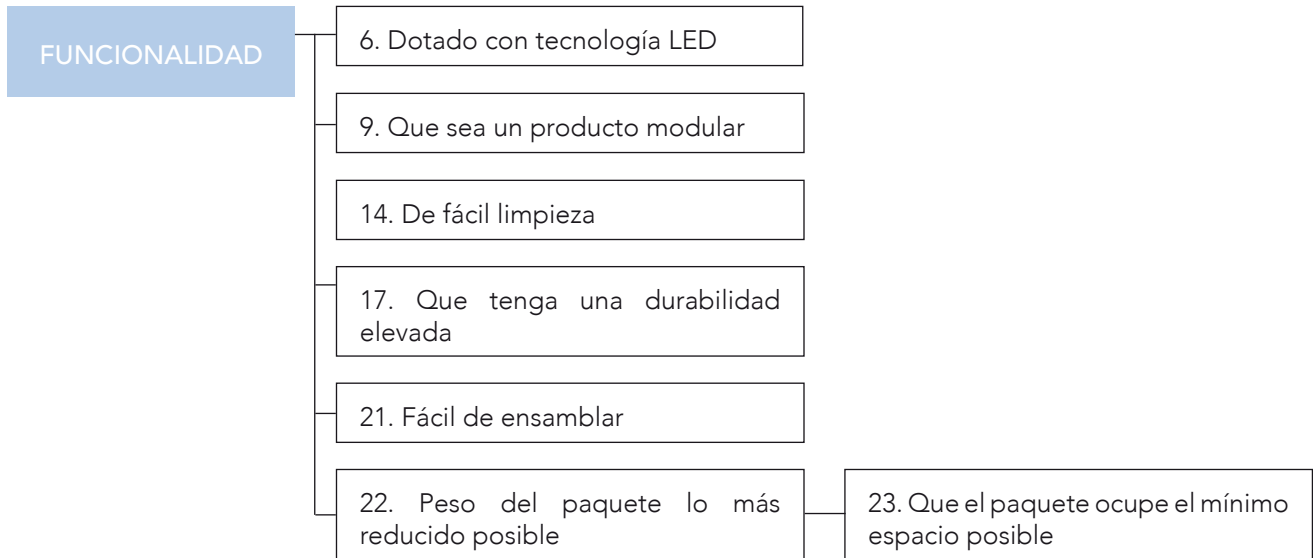 FUNCIONALIDAD
6. Dotado con tecnología LED
9. Que sea un producto modular
14. De fácil limpieza
17. Que tenga una durabilidad
elevada
21. Fácil de ensamblar
22. Peso del paquete lo más
reducido posible
23. Que el paquete ocupe el mínimo
espacio posible